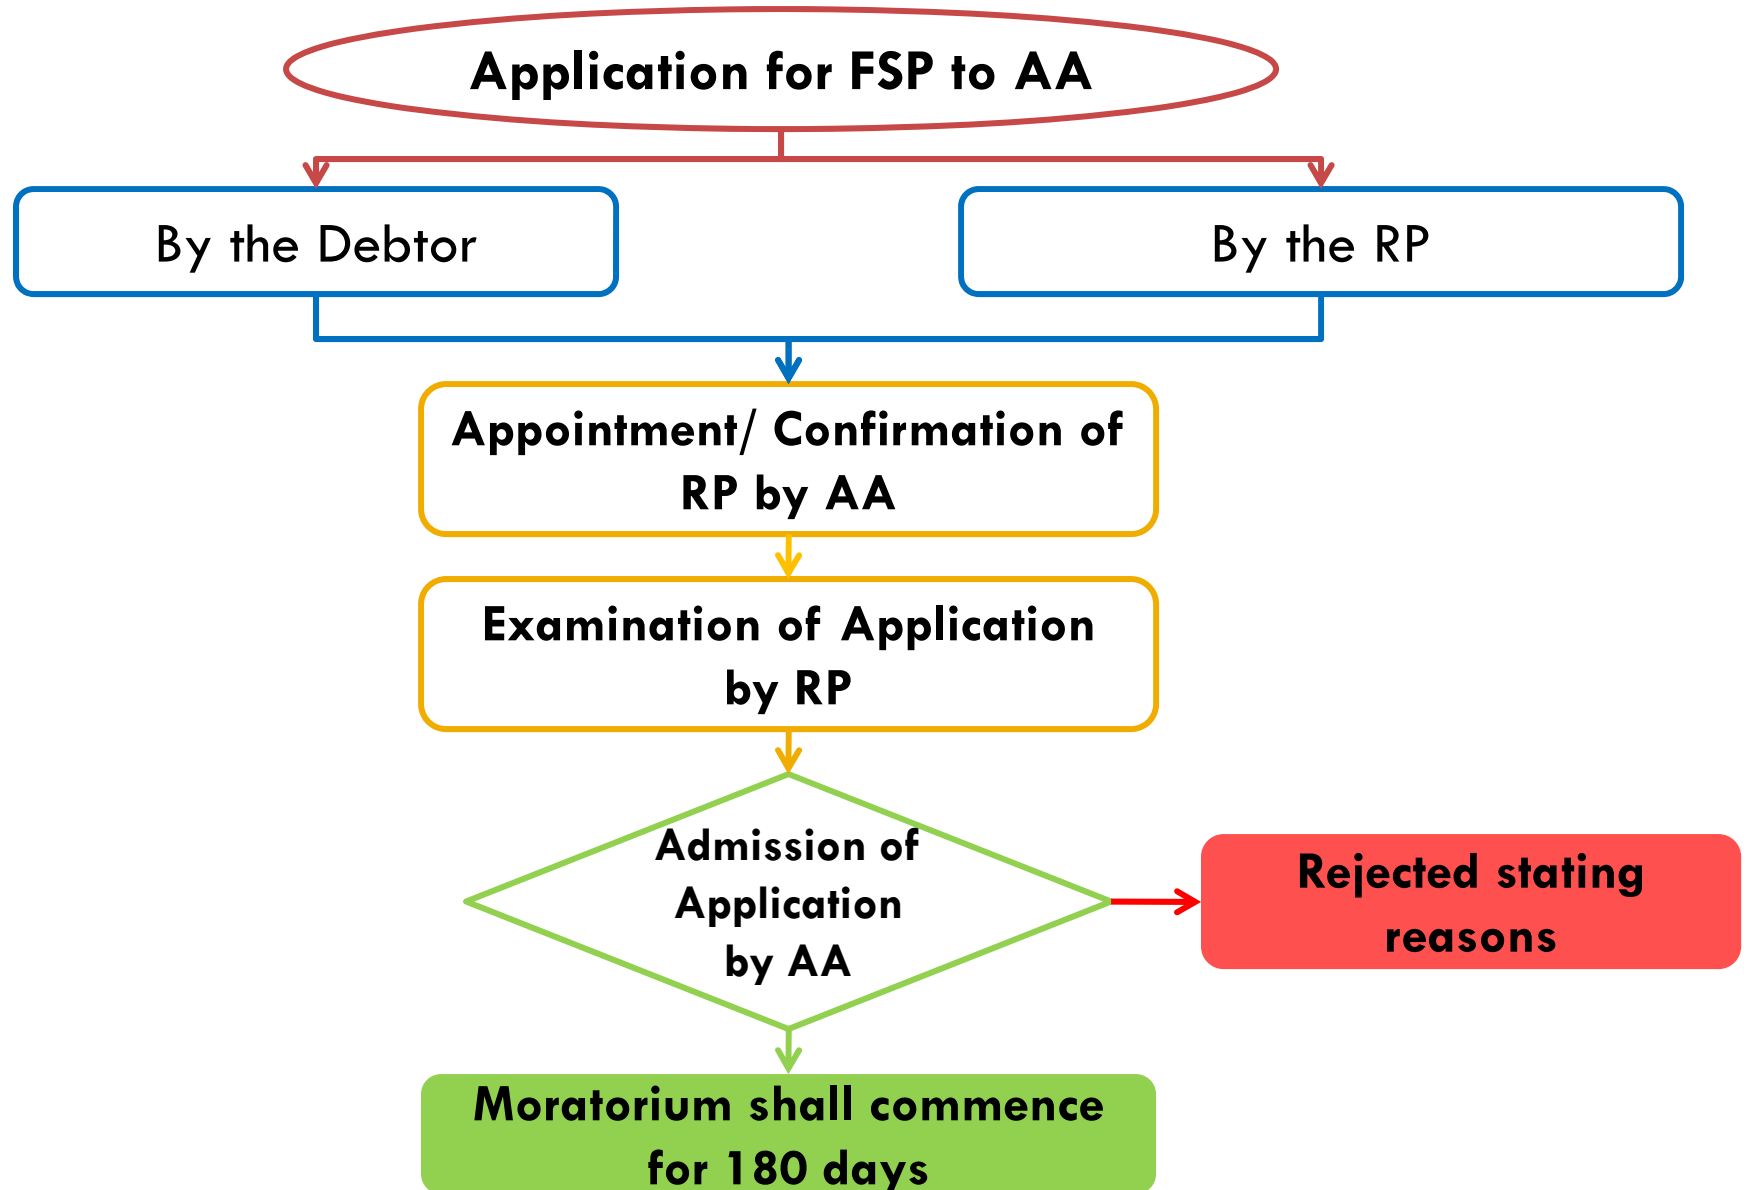 Application for FSP to AA
By the Debtor
By the RP
Appointment/ Confirmation of
RP by AA
Examination of Application
by RP
Admission of
Application
by AA
Rejected stating
reasons
Moratorium shall commence
for 180 days